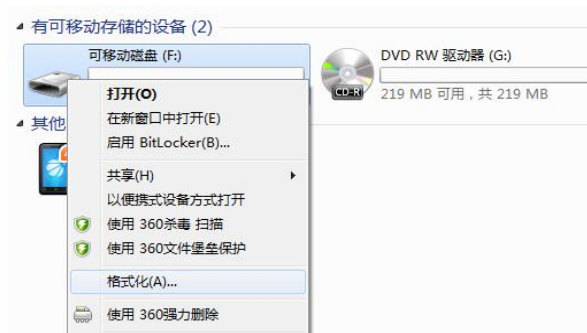 有可移动存储的设备 (2)
可移动磁盘 (F:)
DVD RW 驱动器 (G:)
CD-R
219 MB 可用，共 219 MB
打开(O)
在新窗口中打开(E)
启用 BitLocker(B)...
其他
共享(H)
以便携式设备方式打开
使用 360杀毒 扫描
使用 360文件堡垒保护
格式化(A)...
使用 360强力删除